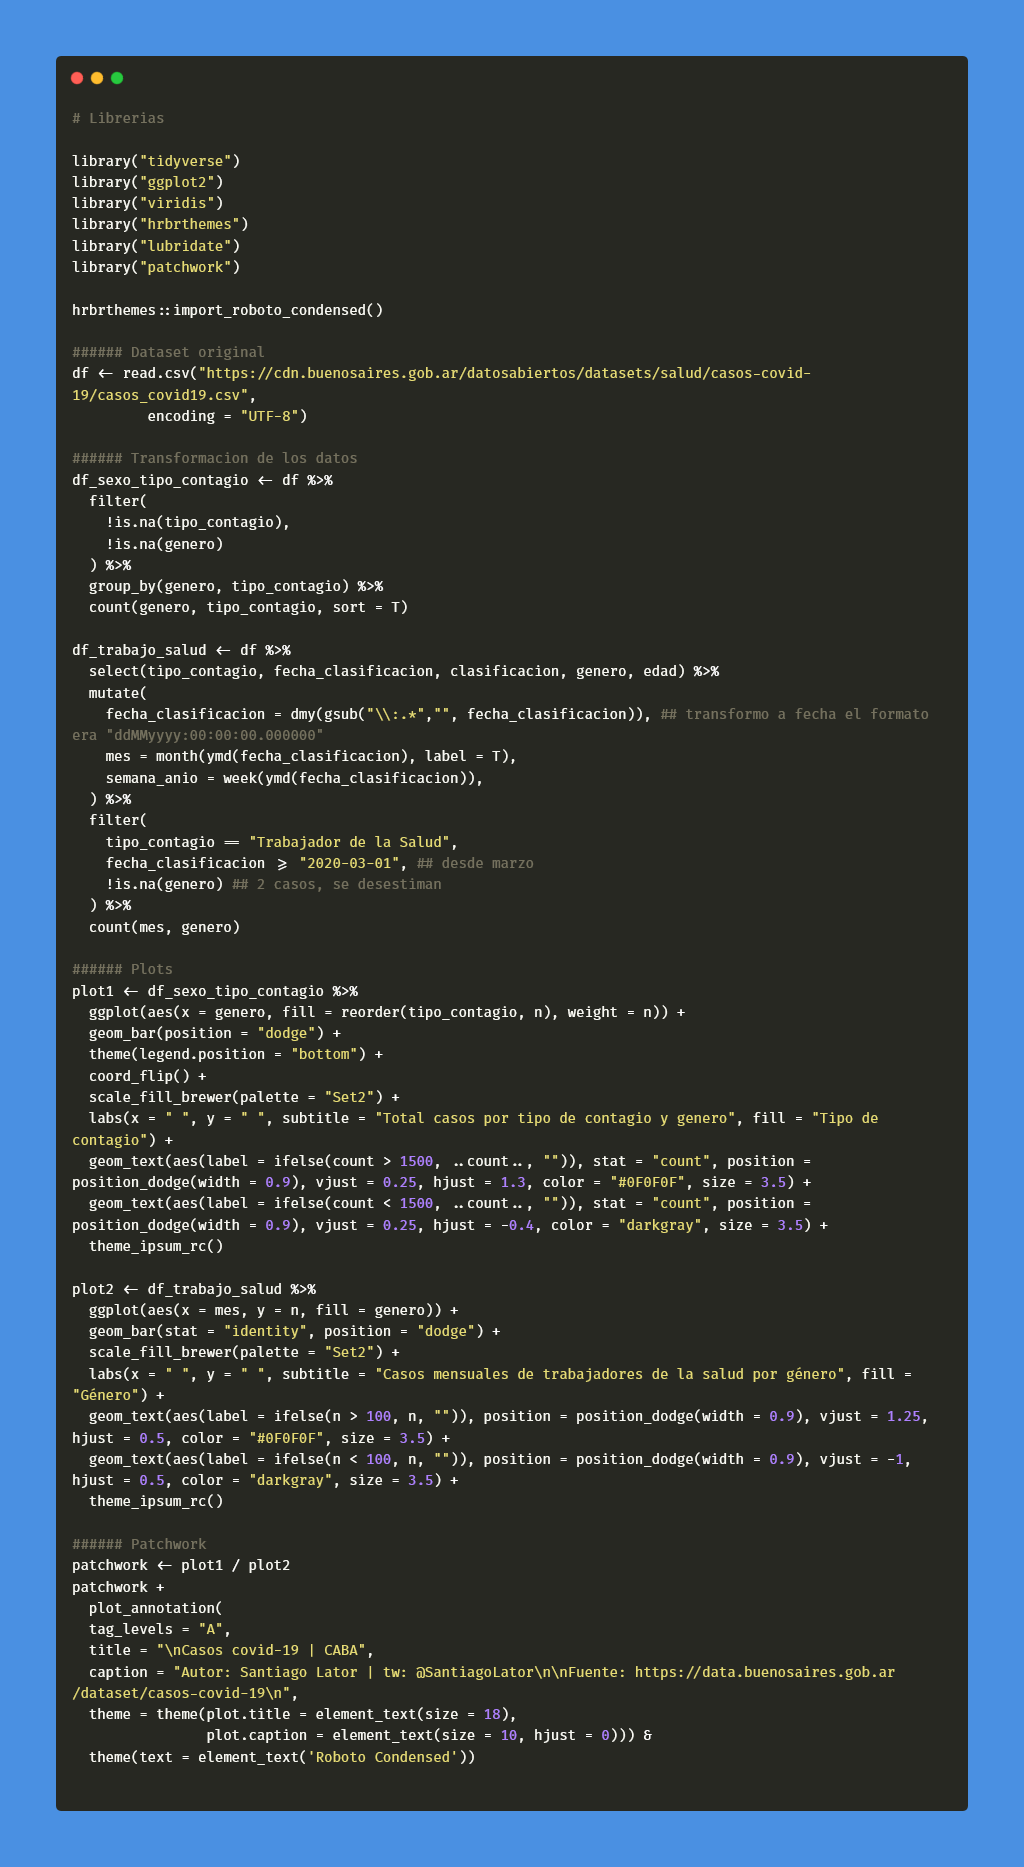 # Librerias

library("tidyverse")
library("ggplot2")
library("viridis")
library("hrbrthemes")
library("lubridate")
library("patchwork")

hrbrthemes::import_roboto_condensed()

###### Dataset original
df <- read.csv("https://cdn.buenosaires.gob.ar/datosabiertos/datasets/salud/casos-covid-
19/casos_covid19.csv",
         encoding = "UTF-8")

###### Transformacion de los datos
df_sexo_tipo_contagio <- df %>%
  filter(
    !is.na(tipo_contagio),
    !is.na(genero)
  ) %>%
  group_by(genero, tipo_contagio) %>%
  count(genero, tipo_contagio, sort = T)

df_trabajo_salud <- df %>%
  select(tipo_contagio, fecha_clasificacion, clasificacion, genero, edad) %>%
  mutate(
    fecha_clasificacion = dmy(gsub("\\:.*","", fecha_clasificacion)), ## transformo a fecha el formato
era "ddMMyyyy:00:00:00.000000"
    mes = month(ymd(fecha_clasificacion), label = T),
    semana_anio = week(ymd(fecha_clasificacion)),
  ) %>%
  filter(
    tipo_contagio == "Trabajador de la Salud",
    fecha_clasificacion >= "2020-03-01", ## desde marzo
    !is.na(genero) ## 2 casos, se desestiman
  ) %>%
  count(mes, genero)

###### Plots
plot1 <- df_sexo_tipo_contagio %>%
  ggplot(aes(x = genero, fill = reorder(tipo_contagio, n), weight = n)) +
  geom_bar(position = "dodge") +
  theme(legend.position = "bottom") +
  coord_flip() +
  scale_fill_brewer(palette = "Set2") +
  labs(x = " ", y = " ", subtitle = "Total casos por tipo de contagio y genero", fill = "Tipo de
contagio") +
  geom_text(aes(label = ifelse(count > 1500, ..count.., "")), stat = "count", position =
position_dodge(width = 0.9), vjust = 0.25, hjust = 1.3, color = "#0F0F0F", size = 3.5) +
  geom_text(aes(label = ifelse(count < 1500, ..count.., "")), stat = "count", position =
position_dodge(width = 0.9), vjust = 0.25, hjust = -0.4, color = "darkgray", size = 3.5) +
  theme_ipsum_rc()

plot2 <- df_trabajo_salud %>%
  ggplot(aes(x = mes, y = n, fill = genero)) +
  geom_bar(stat = "identity", position = "dodge") +
  scale_fill_brewer(palette = "Set2") +
  labs(x = " ", y = " ", subtitle = "Casos mensuales de trabajadores de la salud por género", fill =
"Género") +
  geom_text(aes(label = ifelse(n > 100, n, "")), position = position_dodge(width = 0.9), vjust = 1.25,
hjust = 0.5, color = "#0F0F0F", size = 3.5) +
  geom_text(aes(label = ifelse(n < 100, n, "")), position = position_dodge(width = 0.9), vjust = -1,
hjust = 0.5, color = "darkgray", size = 3.5) +
  theme_ipsum_rc()

###### Patchwork
patchwork <- plot1 / plot2
patchwork +
  plot_annotation(
  tag_levels = "A",
  title = "\nCasos covid-19 | CABA",
  caption = "Autor: Santiago Lator | tw: @SantiagoLator\n\nFuente: https://data.buenosaires.gob.ar
/dataset/casos-covid-19\n",
  theme = theme(plot.title = element_text(size = 18),
                plot.caption = element_text(size = 10, hjust = 0))) &
  theme(text = element_text('Roboto Condensed'))